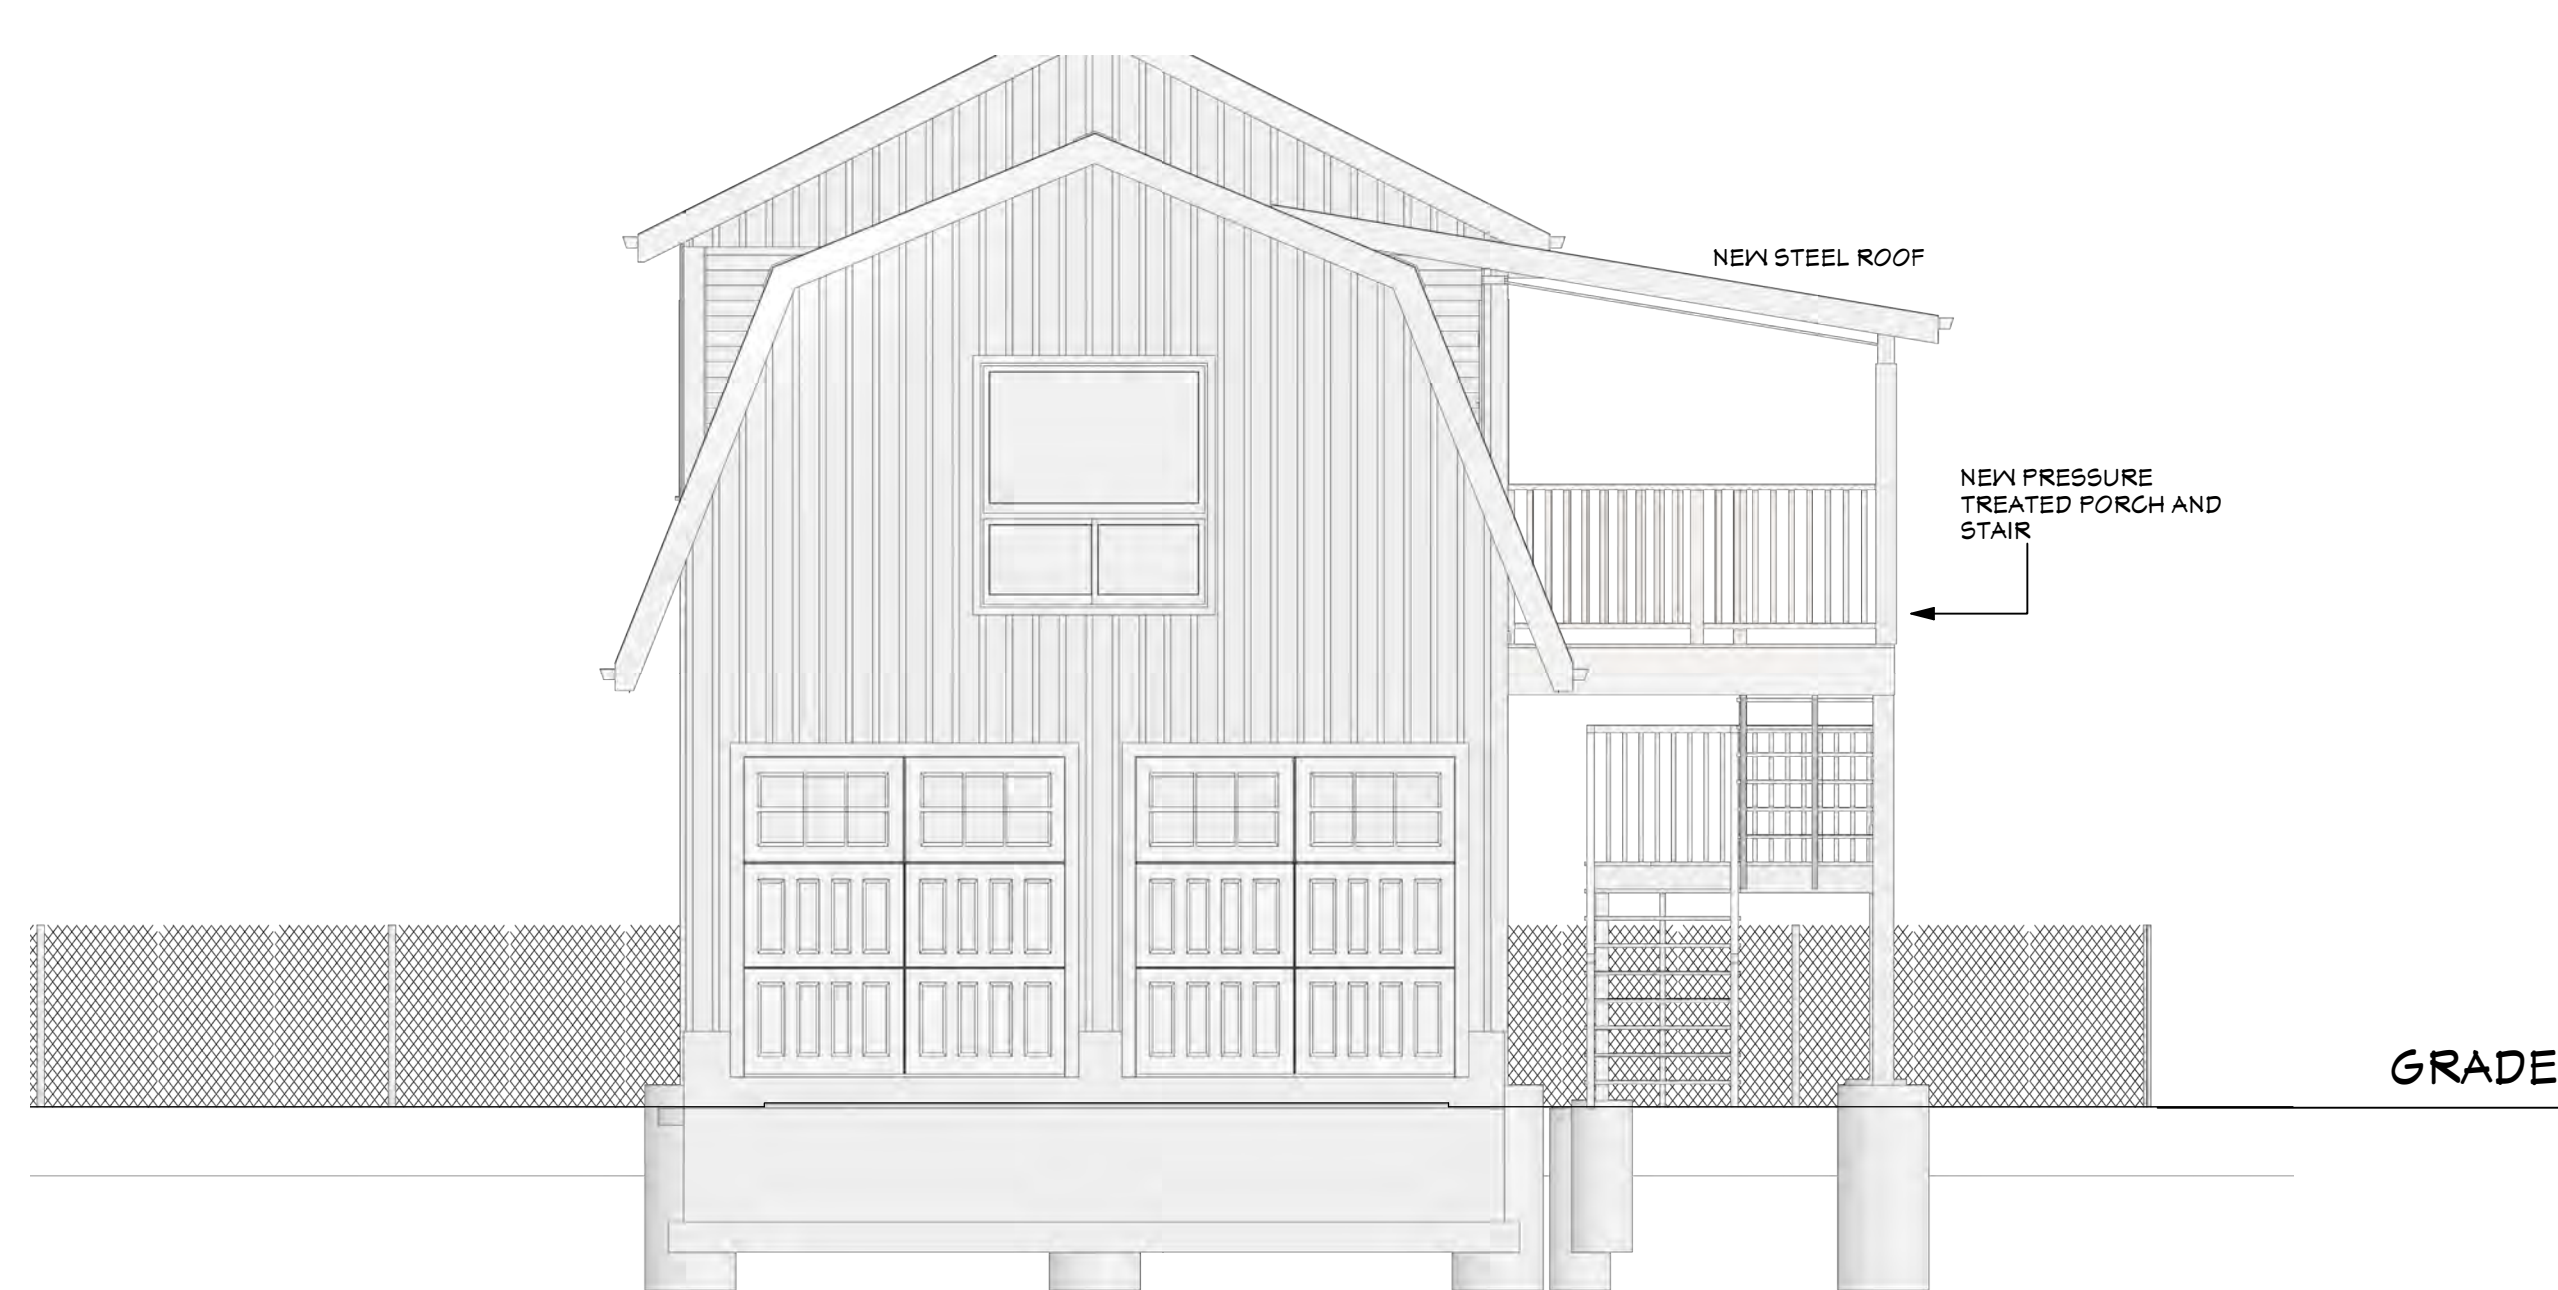 NEW STEEL ROOF
NEW PRESSURE
TREATED PORCH AND
STAIR
GRADE